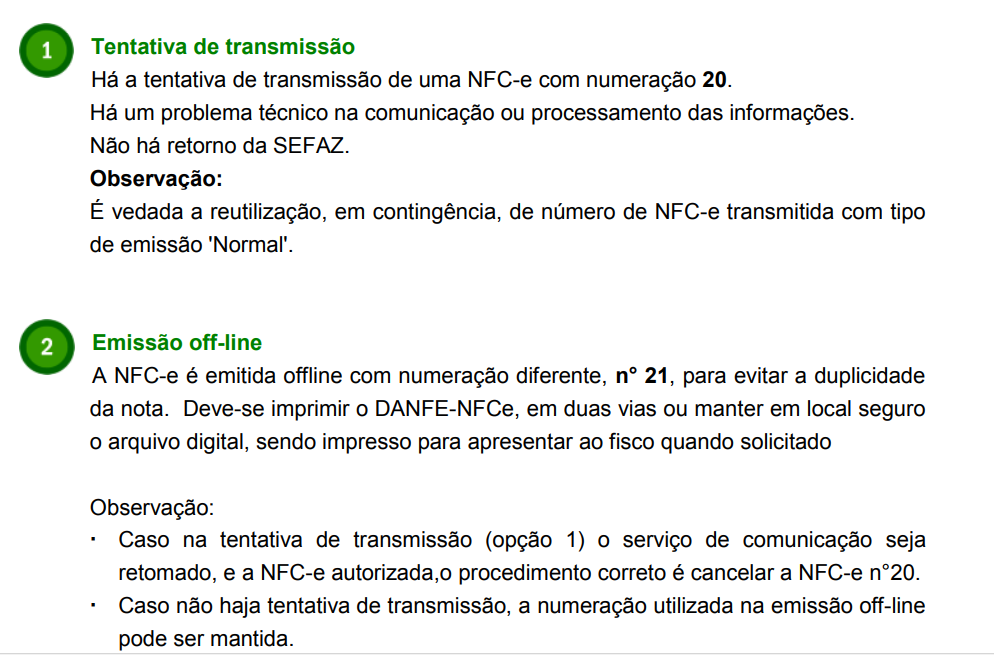 1
Tentativa de transmissão
Há a tentativa de transmissão de uma NFC-e com numeração 20.
Há um problema técnico na comunicação ou processamento das informações.
Não há retorno da SEFAZ.
Observação:
É vedada a reutilização, em contingência, de número de NFC-e transmitida com tipo
de emissão 'Normal'.
2
Emissão off-line
A NFC-e é emitida offline com numeração diferente, n° 21, para evitar a duplicidade
da nota. Deve-se imprimir o DANFE-NFCe, em duas vias ou manter em local seguro
o arquivo digital, sendo impresso para apresentar ao fisco quando solicitado
Observação:
· Caso na tentativa de transmissão (opção 1) o serviço de comunicação seja
retomado, e a NFC-e autorizada,o procedimento correto é cancelar a NFC-e n°20.
· Caso não haja tentativa de transmissão, a numeração utilizada na emissão off-line
pode ser mantida.